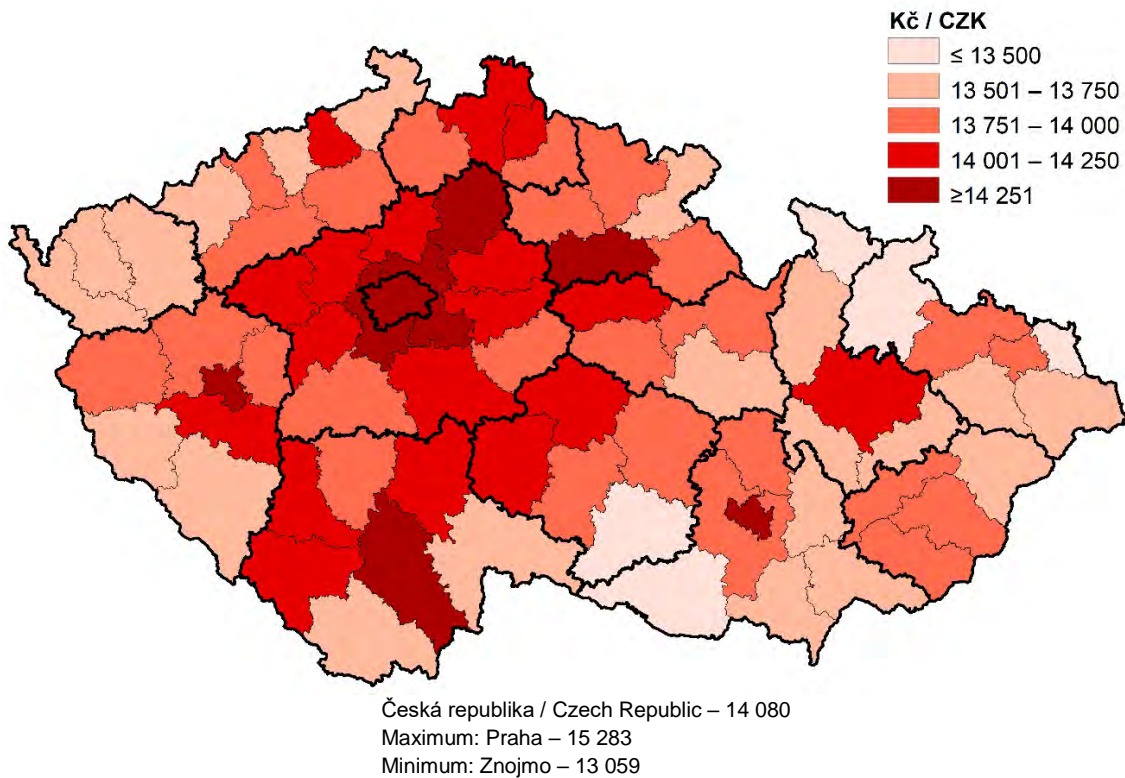 Kč / CZK
≤ 13 500
13 501 – 13 750
13 751 – 14 000
14 001 – 14 250
≥14 251
Česká republika / Czech Republic – 14 080
Maximum: Praha – 15 283
Minimum: Znojmo – 13 059